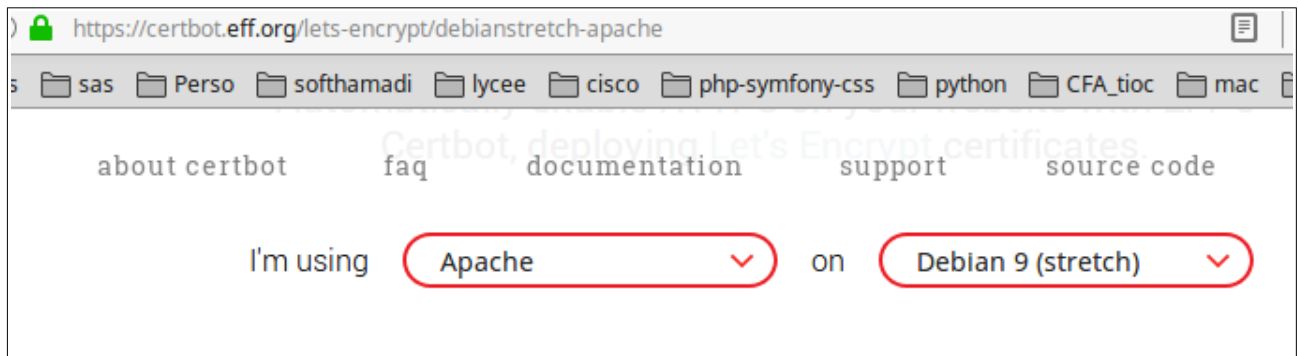 https://certbot.eff.org/lets-encrypt/debianstretch-apache
s sas Perso softhamadi lycee cisco php-symfony-css python CFA_tioc mac
Certbot, deploying Let's Encrypt certificates.
about certbot faq documentation support source code
I'm using Apache on Debian 9 (stretch)